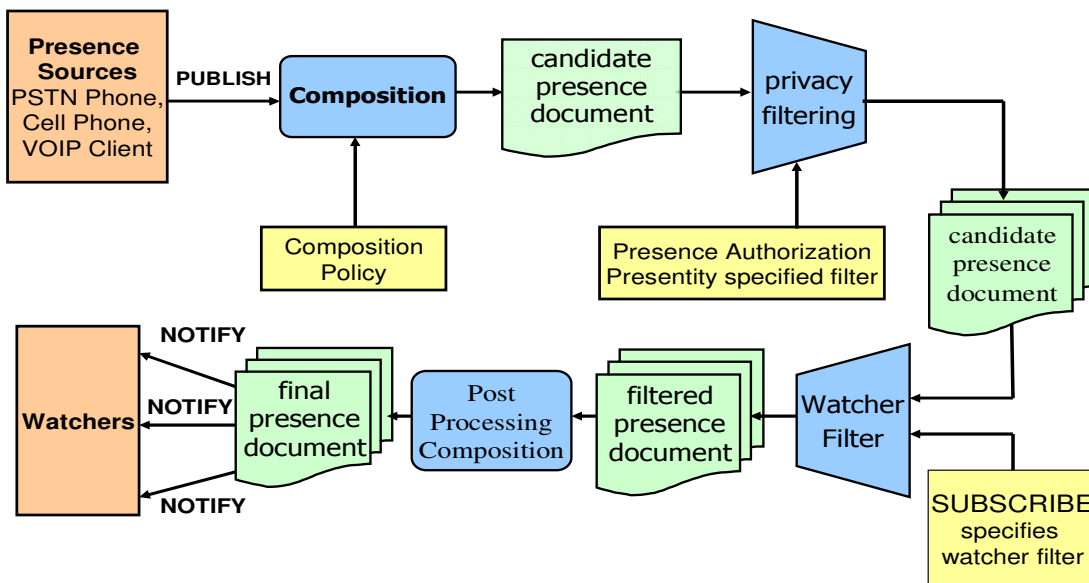 Presence
Sources
PSTN Phone,
Cell Phone,
VOIP Client
PUBLISH
Composition
candidate
presence
document
privacy
filtering
Composition
Policy
Presence Authorization
Presentity specified filter
candidate
presence
document
Watchers
NOTIFY
NOTIFY
NOTIFY
final
presence
document
Post
Processing
Composition
filtered
presence
document
Watcher
Filter
SUBSCRIBE
specifies
watcher filter